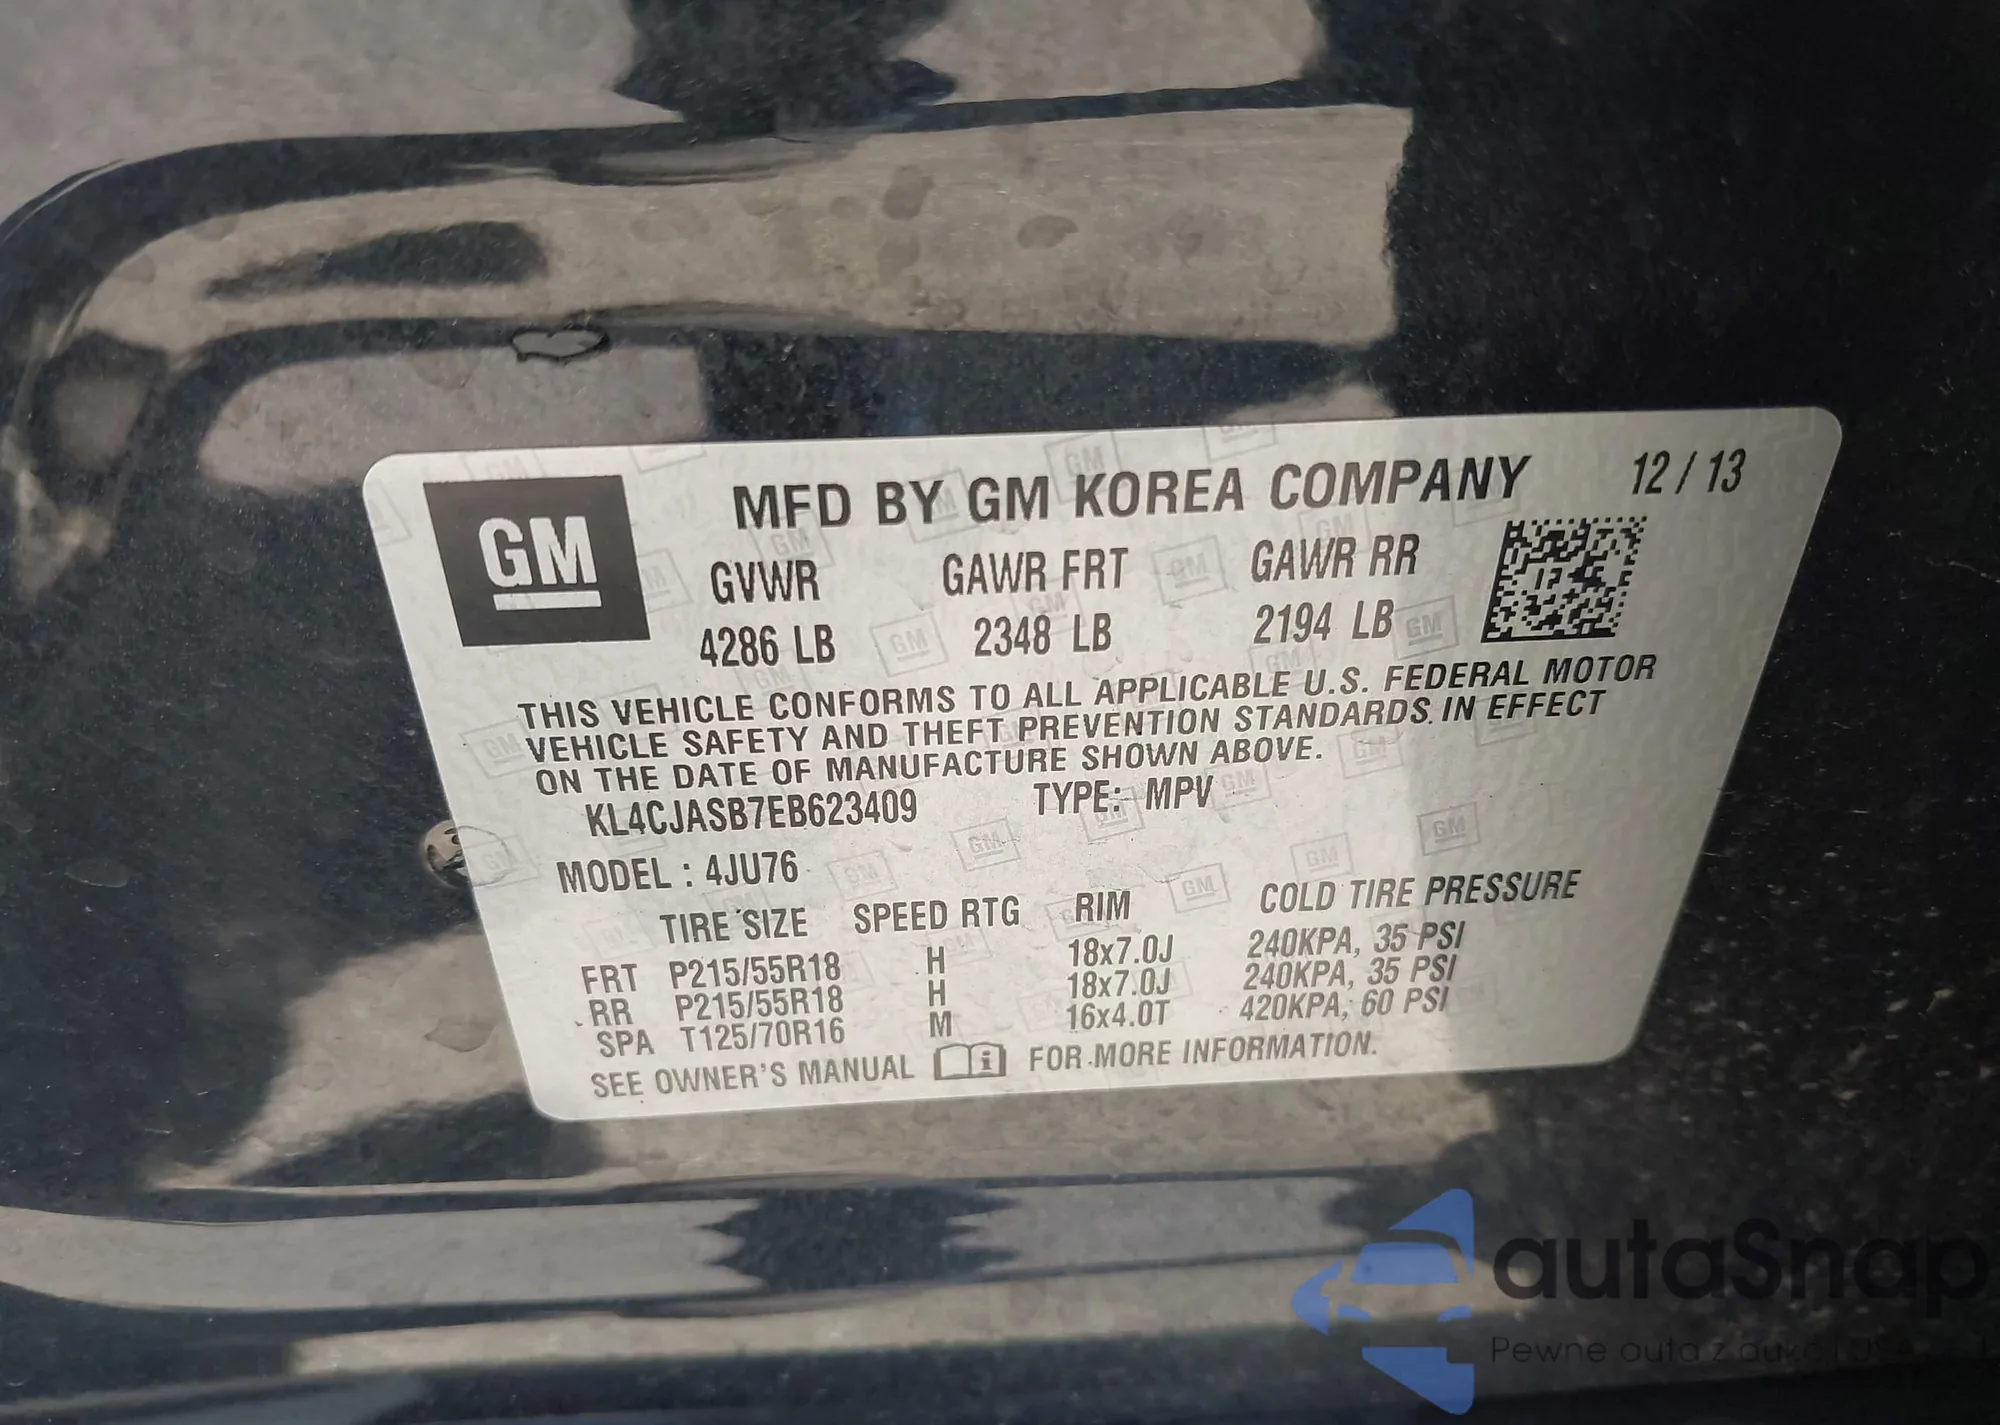 GM
MFD BY GM KOREA COMPANY 12 / 13
GVWR GAWR FRT GAWR RR
4286 LB 2348 LB 2194 LB
THIS VEHICLE CONFORMS TO ALL APPLICABLE U.S. FEDERAL MOTOR
VEHICLE SAFETY AND THEFT PREVENTION STANDARDS IN EFFECT
ON THE DATE OF MANUFACTURE SHOWN ABOVE.
KL4CJASB7EB623409 TYPE: MPV
MODEL : 4JU76
TIRE SIZE SPEED RTG RIM COLD TIRE PRESSURE
FRT P215/55R18 H 18x7.0J 240KPA, 35 PSI
RR P215/55R18 H 18x7.0J 240KPA, 35 PSI
SPA T125/70R16 M 16x4.0T 420KPA, 60 PSI
SEE OWNER'S MANUAL FOR MORE INFORMATION.
autaSnap
Pewne auta z